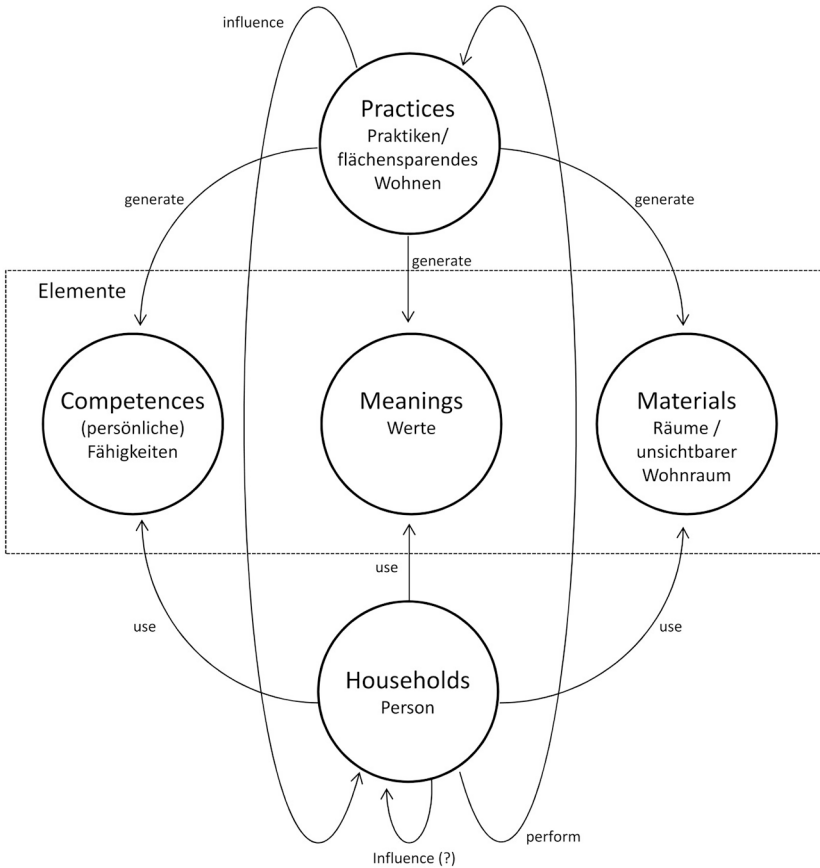 influence
Practices
Praktiken/
flächensparendes
Wohnen
generate
generate
generate
Elemente
Competences
(persönliche)
Fähigkeiten
Meanings
Werte
Materials
Räume /
unsichtbarer
Wohnraum
use
use
use
Households
Person
perform
Influence (?)